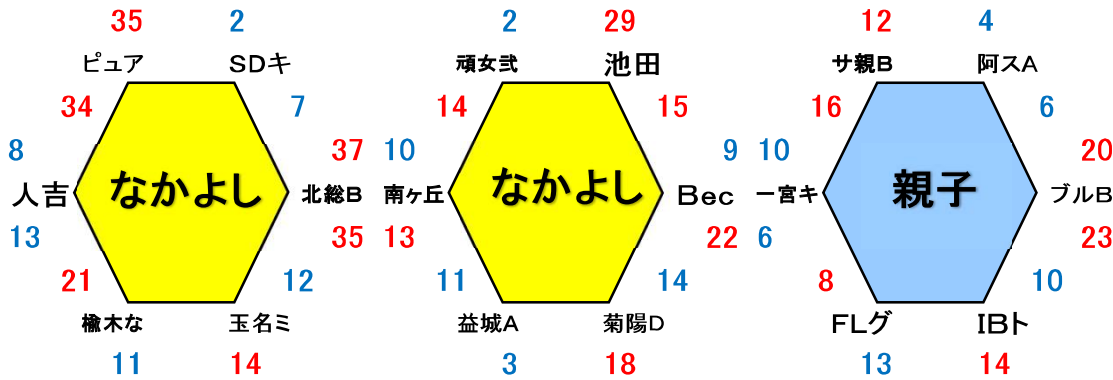 35 2 2 29 12 4
ピュア SDキ 頑女弐 池田 サ親B 阿スA
34 7 14 15 16 6
8 37 10 9 10 20
人吉 なかよし 北総B 南ヶ丘 なかよし Bec 一宮キ 親子 ブルB
13 35 13 22 6 23
21 12 11 14 8 10
楡木な 玉名ミ 益城A 菊陽D FLグ IBト
11 14 3 18 13 14